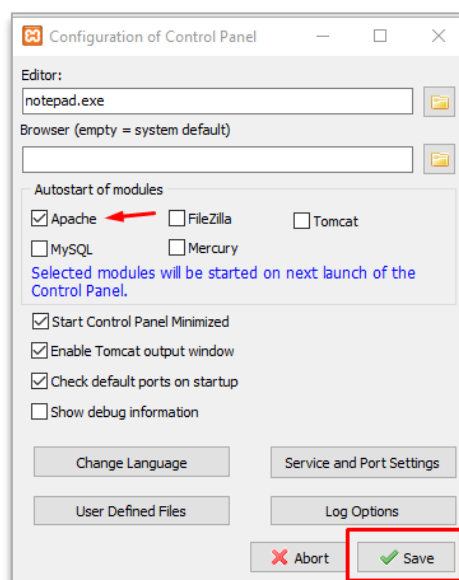 Configuration of Control Panel
Editor:
notepad.exe
Browser (empty = system default)
Autostart of modules
Apache FileZilla Tomcat
MySQL Mercury
Selected modules will be started on next launch of the
Control Panel.
Start Control Panel Minimized
Enable Tomcat output window
Check default ports on startup
Show debug information
Change Language Service and Port Settings
User Defined Files Log Options
Abort Save